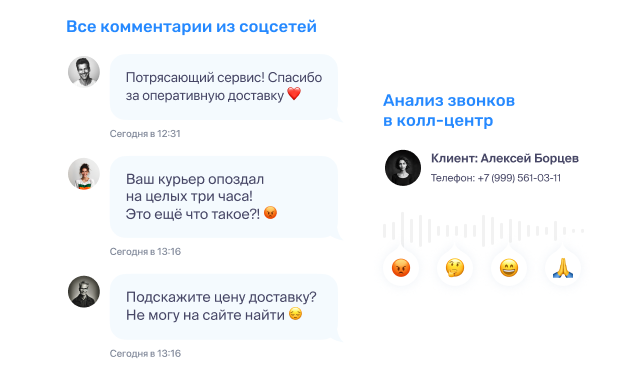 Все комментарии из соцсетей
Потрясающий сервис! Спасибо
за оперативную доставку ❤️
Сегодня в 12:31
Ваш курьер опоздал
на целых три часа!
Это ещё что такое?! 😡
Сегодня в 13:16
Подскажите цену доставку?
Не могу на сайте найти 😔
Сегодня в 13:16
Анализ звонков
в колл-центр
Клиент: Алексей Борцев
Телефон: +7 (999) 561-03-11